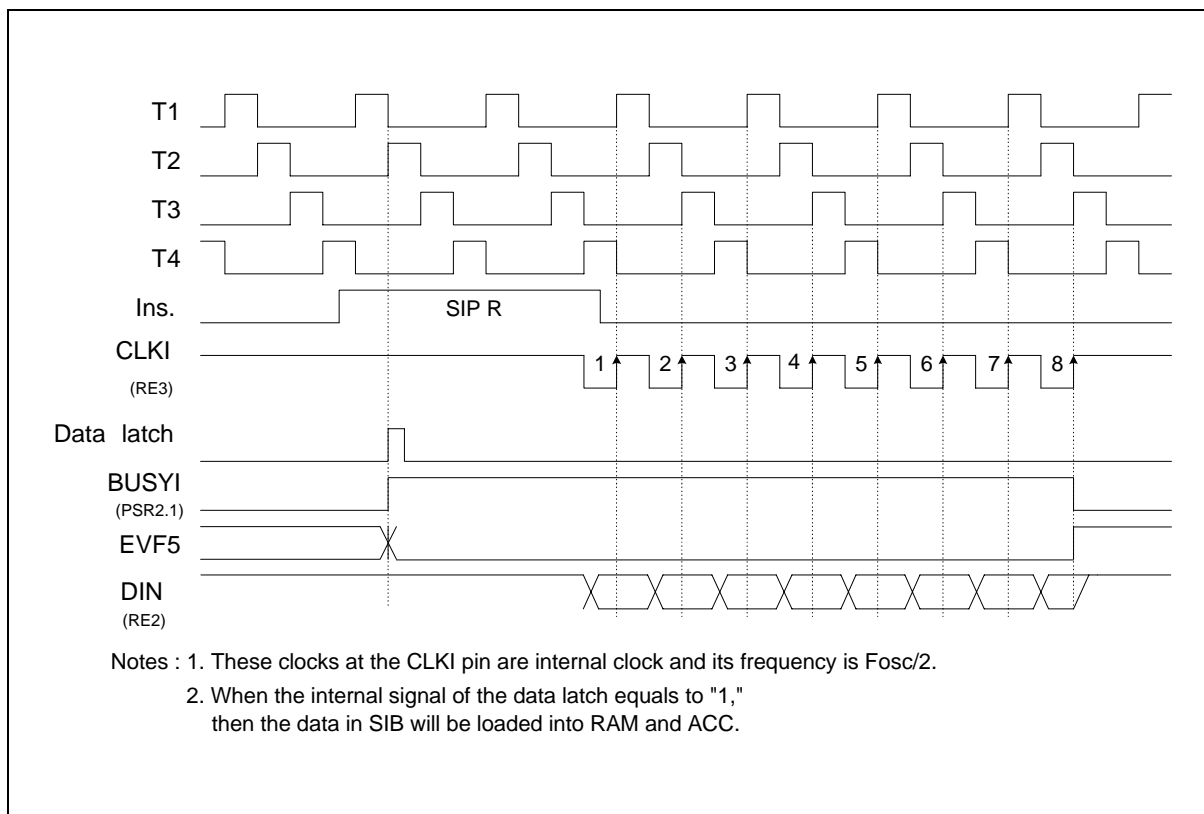 T1
T2
T3
T4
Ins. SIP R
CLKI 1 2 3 4 5 6 7 8
(RE3)
Data latch
BUSYI
(PSR2.1)
EVF5
DIN
(RE2)
Notes : 1. These clocks at the CLKI pin are internal clock and its frequency is Fosc/2.
2. When the internal signal of the data latch equals to "1,"
then the data in SIB will be loaded into RAM and ACC.